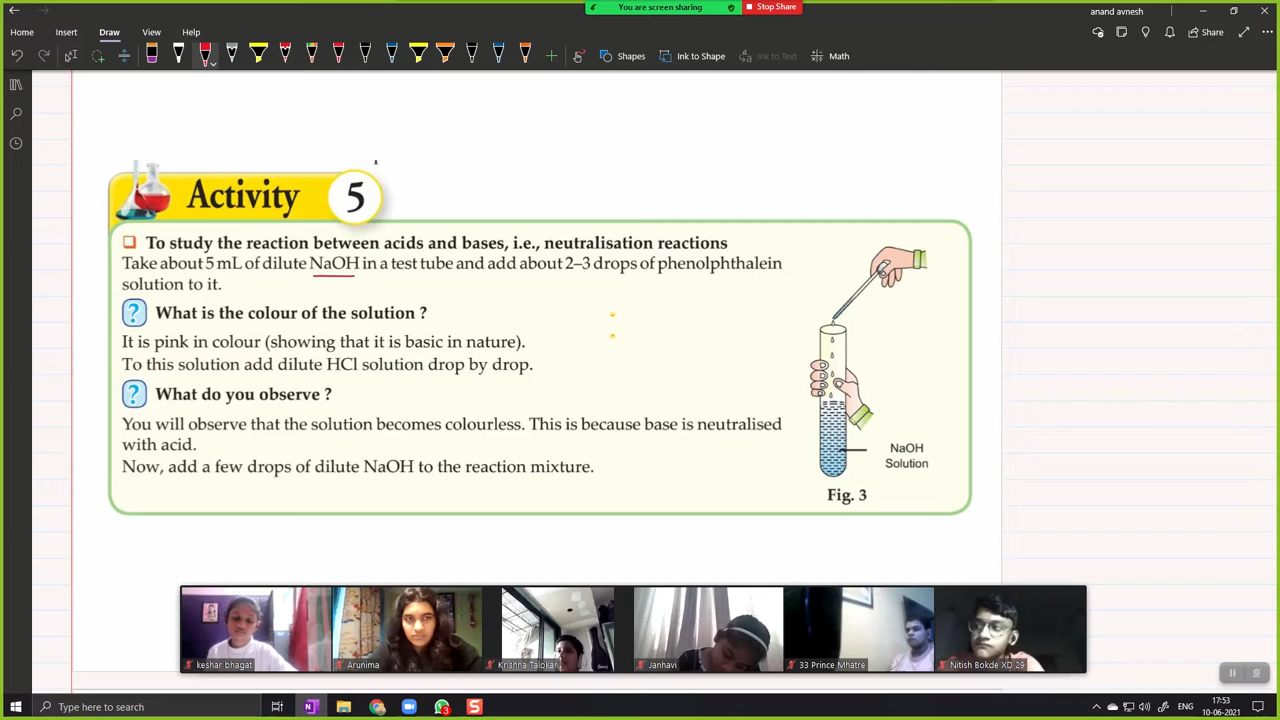 You are screen sharing
Stop Share
anand avnesh
Home Insert Draw View Help
Share
Shapes Ink to Shape Ink to Text Math
Activity 5
To study the reaction between acids and bases, i.e., neutralisation reactions
Take about 5 mL of dilute NaOH in a test tube and add about 2–3 drops of phenolphthalein
solution to it.
? What is the colour of the solution ?
It is pink in colour (showing that it is basic in nature).
To this solution add dilute HCl solution drop by drop.
? What do you observe ?
You will observe that the solution becomes colourless. This is because base is neutralised
with acid.
Now, add a few drops of dilute NaOH to the reaction mixture.
NaOH
Solution
Fig. 3
keshar bhagat
Arunima
Krishna Talokar
Janhavi
33 Prince Mhatre
Nitish Bokde XD 29
Type here to search
3
S
ENG
17:53
10-06-2021